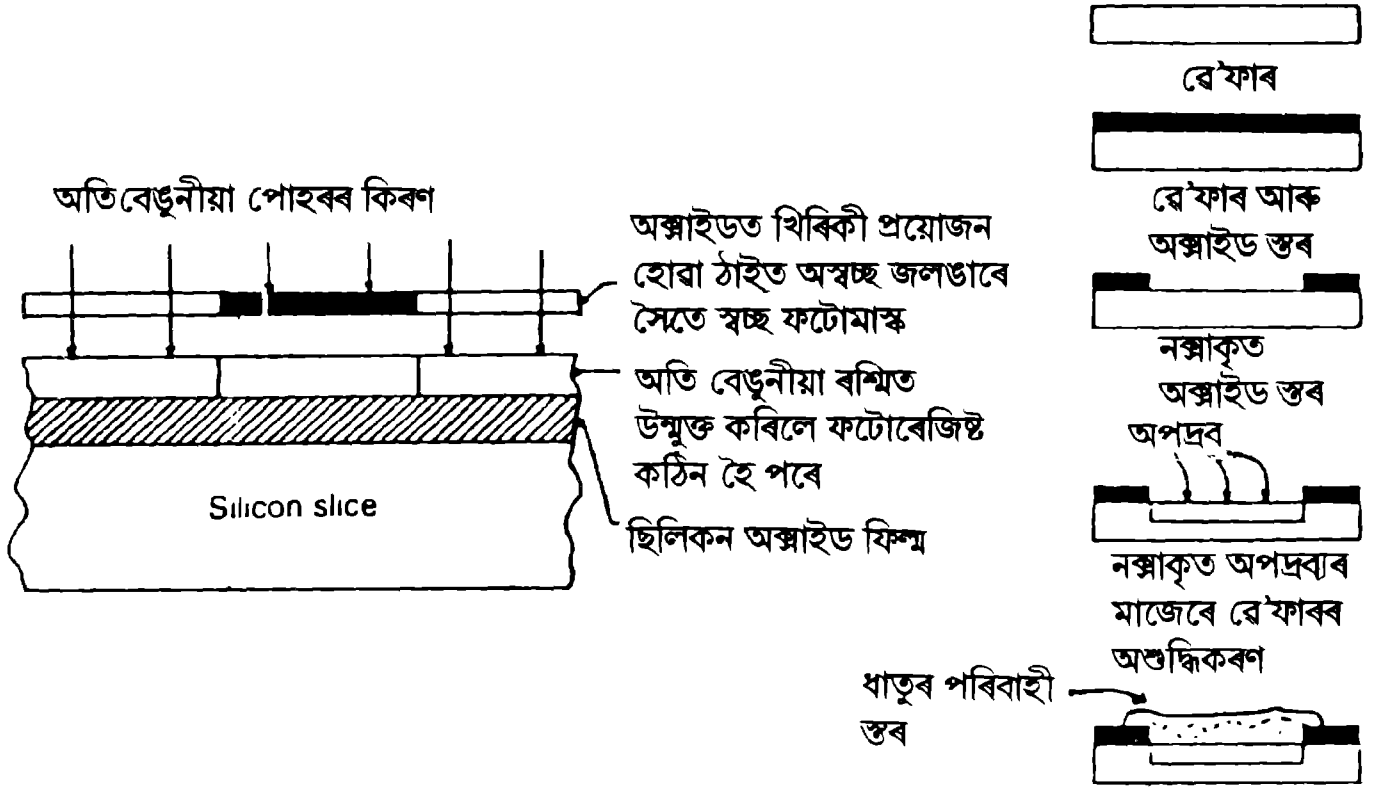 অতি বেঙুনীয়া পোহৰৰ কিৰণ
অক্সাইডত খিৰিকী প্ৰয়োজন
হোৱা ঠাইত অস্বচ্ছ জলঙাৰে
সৈতে স্বচ্ছ ফটোমাস্ক
অতি বেঙুনীয়া ৰশ্মিত
উন্মুক্ত কৰিলে ফটোৰেজিষ্ট
কঠিন হৈ পৰে
Silicon slice
ছিলিকন অক্সাইড ফিল্ম
ৱে'ফাৰ
ৱে'ফাৰ আৰু
অক্সাইড স্তৰ
নক্সাকৃত
অক্সাইড স্তৰ
অপদ্ৰব
নক্সাকৃত অপদ্ৰব্যৰ
মাজেৰে ৱে'ফাৰৰ
অশুদ্ধিকৰণ
ধাতুৰ পৰিবাহী
স্তৰ